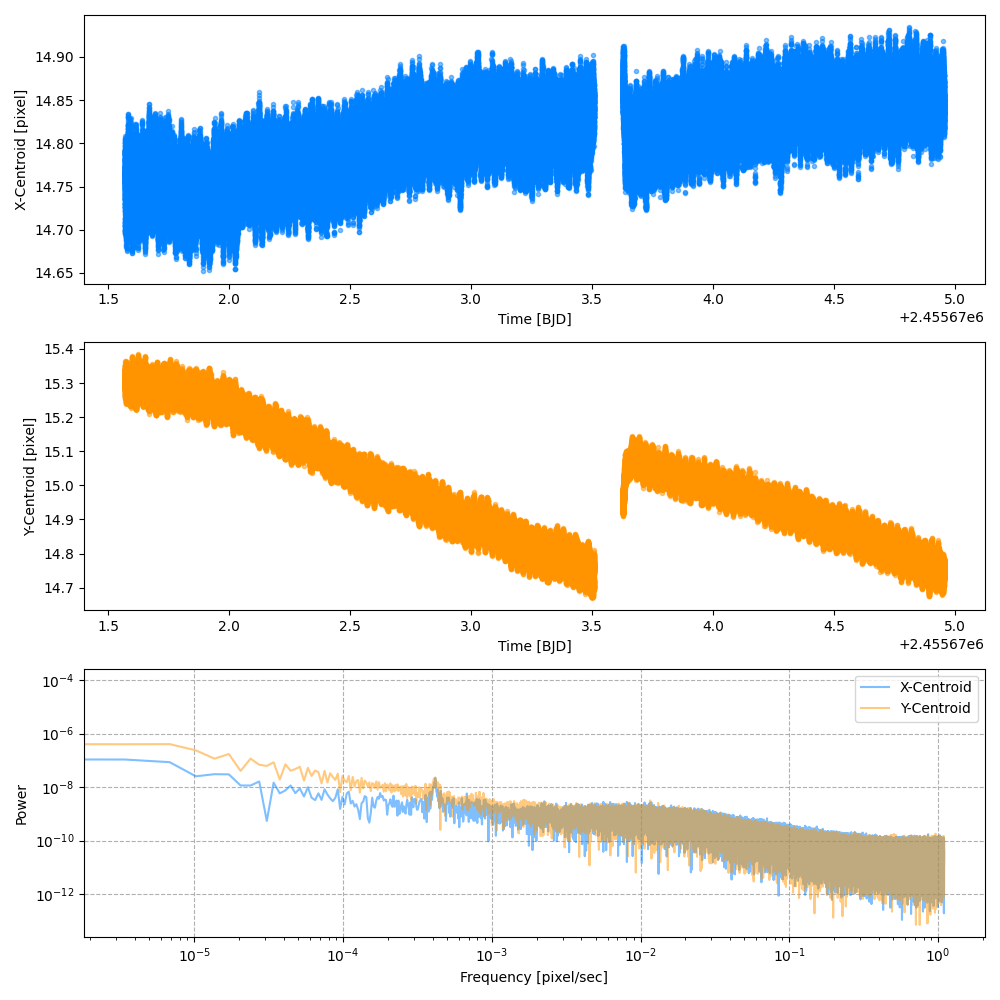 X-Centroid [pixel]
14.90
14.85
14.80
14.75
14.70
14.65
1.5 2.0 2.5 3.0 3.5 4.0 4.5 5.0
Time [BJD]
+2.45567e6
Y-Centroid [pixel]
15.4
15.3
15.2
15.1
15.0
14.9
14.8
14.7
1.5 2.0 2.5 3.0 3.5 4.0 4.5 5.0
Time [BJD]
+2.45567e6
Power
10⁻⁴
10⁻⁶
10⁻⁸
10⁻¹⁰
10⁻¹²
X-Centroid
Y-Centroid
10⁻⁵ 10⁻⁴ 10⁻³ 10⁻² 10⁻¹ 10⁰
Frequency [pixel/sec]